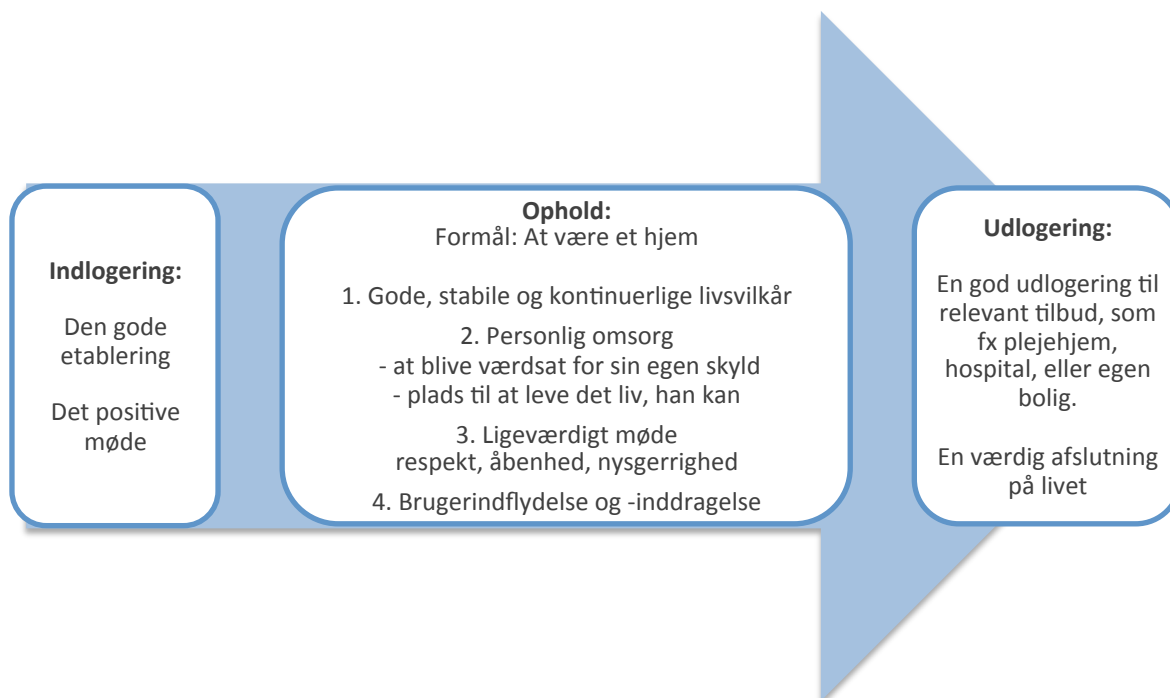 Indlogering:
Den gode
etablering
Det positive
møde
Ophold:
Formål: At være et hjem
1. Gode, stabile og kontinuerlige livsvilkår
2. Personlig omsorg
- at blive værdsat for sin egen skyld
- plads til at leve det liv, han kan
3. Ligeværdigt møde
respekt, åbenhed, nysgerrighed
4. Brugerindflydelse og -inddragelse
Udlogering:
En god udlogering til
relevant tilbud, som
fx plejehjem,
hospital, eller egen
bolig.
En værdig afslutning
på livet